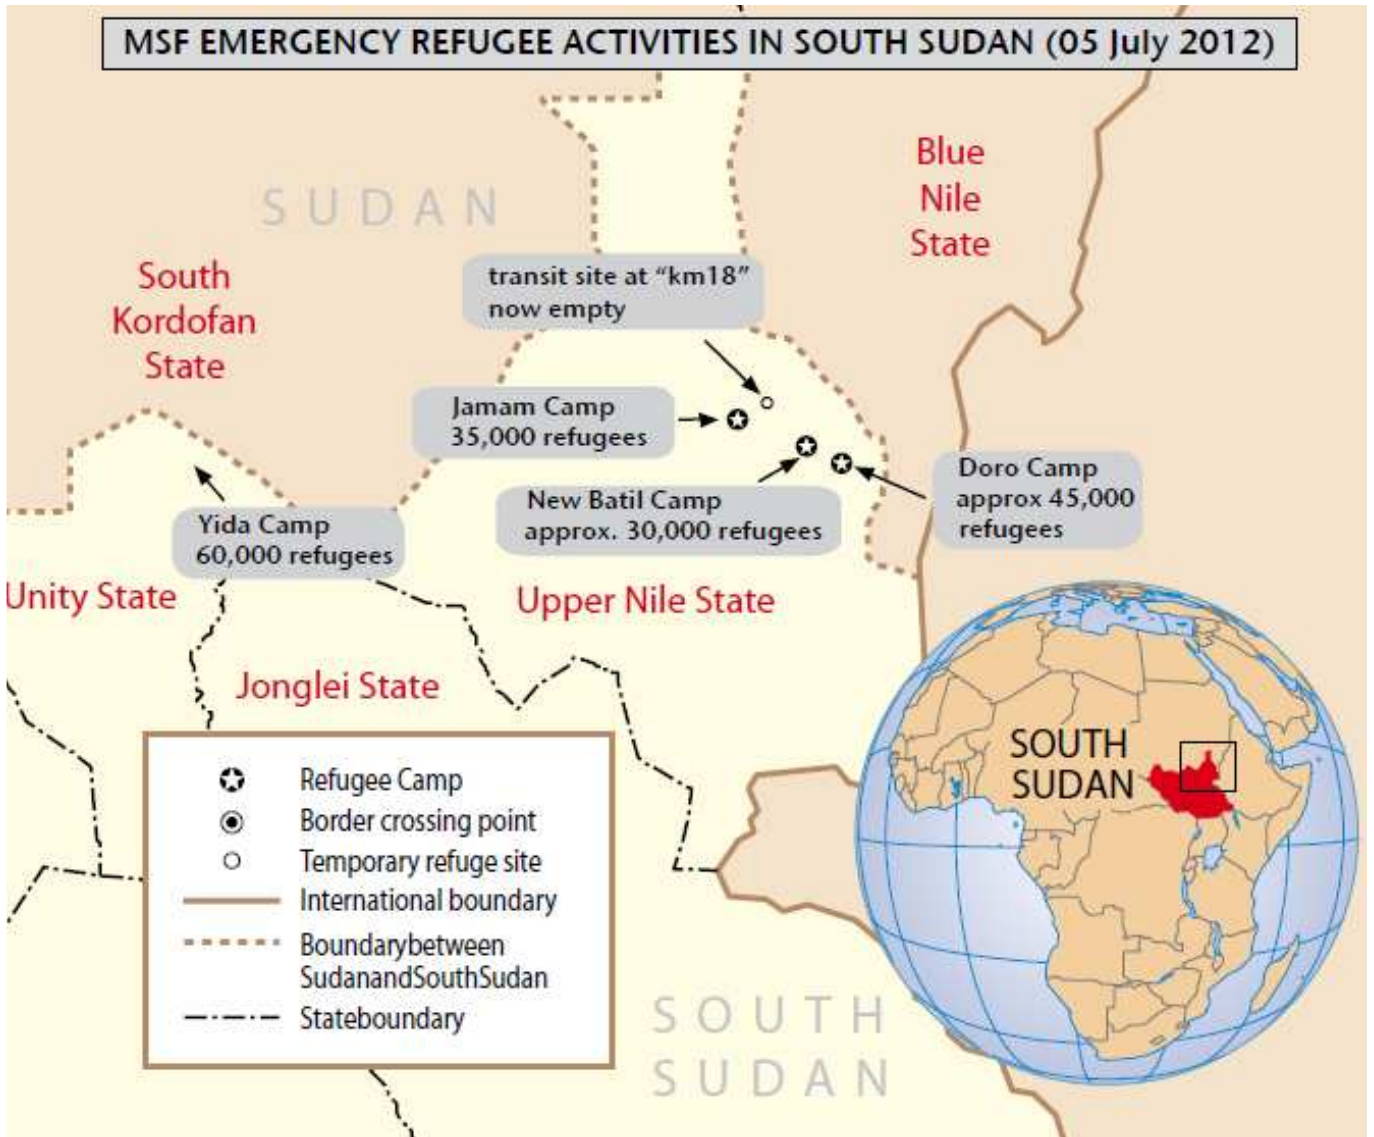 MSF EMERGENCY REFUGEE ACTIVITIES IN SOUTH SUDAN (05 July 2012)
Blue
Nile
State
SUDAN
South
Kordofan
State
transit site at “km18”
now empty
Jamam Camp
35,000 refugees
Doro Camp
approx 45,000
refugees
New Batil Camp
approx. 30,000 refugees
Yida Camp
60,000 refugees
Unity State
Upper Nile State
Jonglei State
Refugee Camp
Border crossing point
Temporary refuge site
International boundary
Boundarybetween
SudanandSouthSudan
Stateboundary
SOUTH
SUDAN
SOUTH
SUDAN